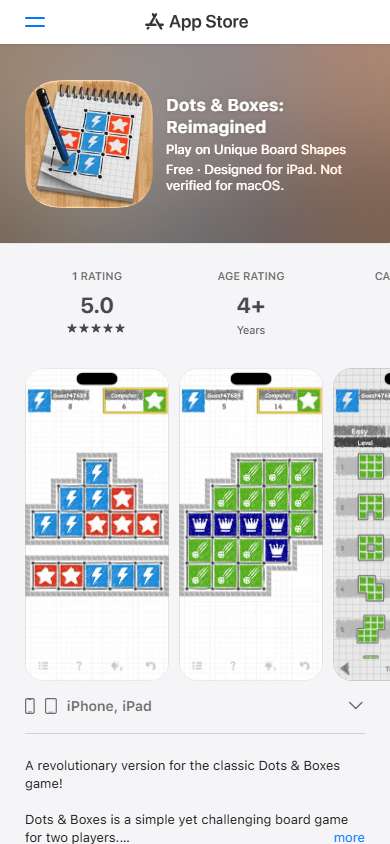 App Store
Dots & Boxes:
Reimagined
Play on Unique Board Shapes
Free · Designed for iPad. Not
verified for macOS.
1 RATING
AGE RATING
CA
5.0
4+
★★★★★
Years
Guest47689
8
Computer
6
Guest47689
5
Computer
14
Easy
Level
1
2
3
4
5
iPhone, iPad
A revolutionary version for the classic Dots & Boxes
game!
Dots & Boxes is a simple yet challenging board game
for two players....
more